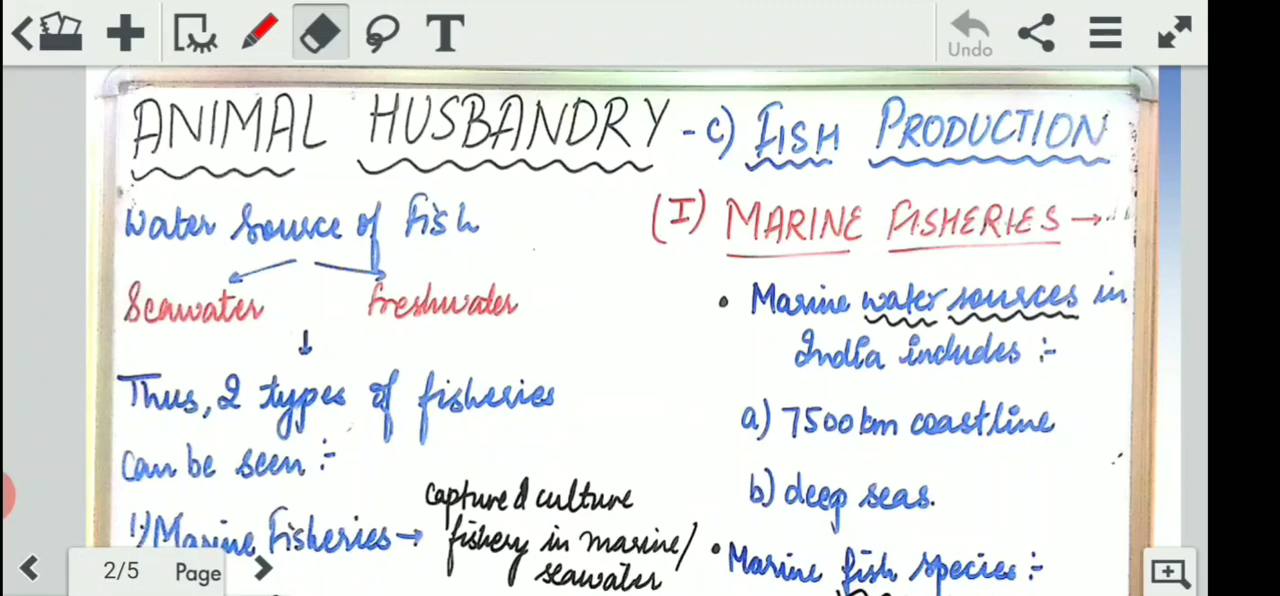 T
Undo
ANIMAL HUSBANDRY - C) FISH PRODUCTION
Water Source of Fish
Seawater Freshwater
Thus, 2 types of fisheries
can be seen :-
1) Marine Fisheries → capture & culture
fishery in marine/
seawater
(I) MARINE FISHERIES →
• Marine water sources in
India includes :-
a) 7500 km coastline
b) deep seas.
• Marine fish species :-
2/5 Page